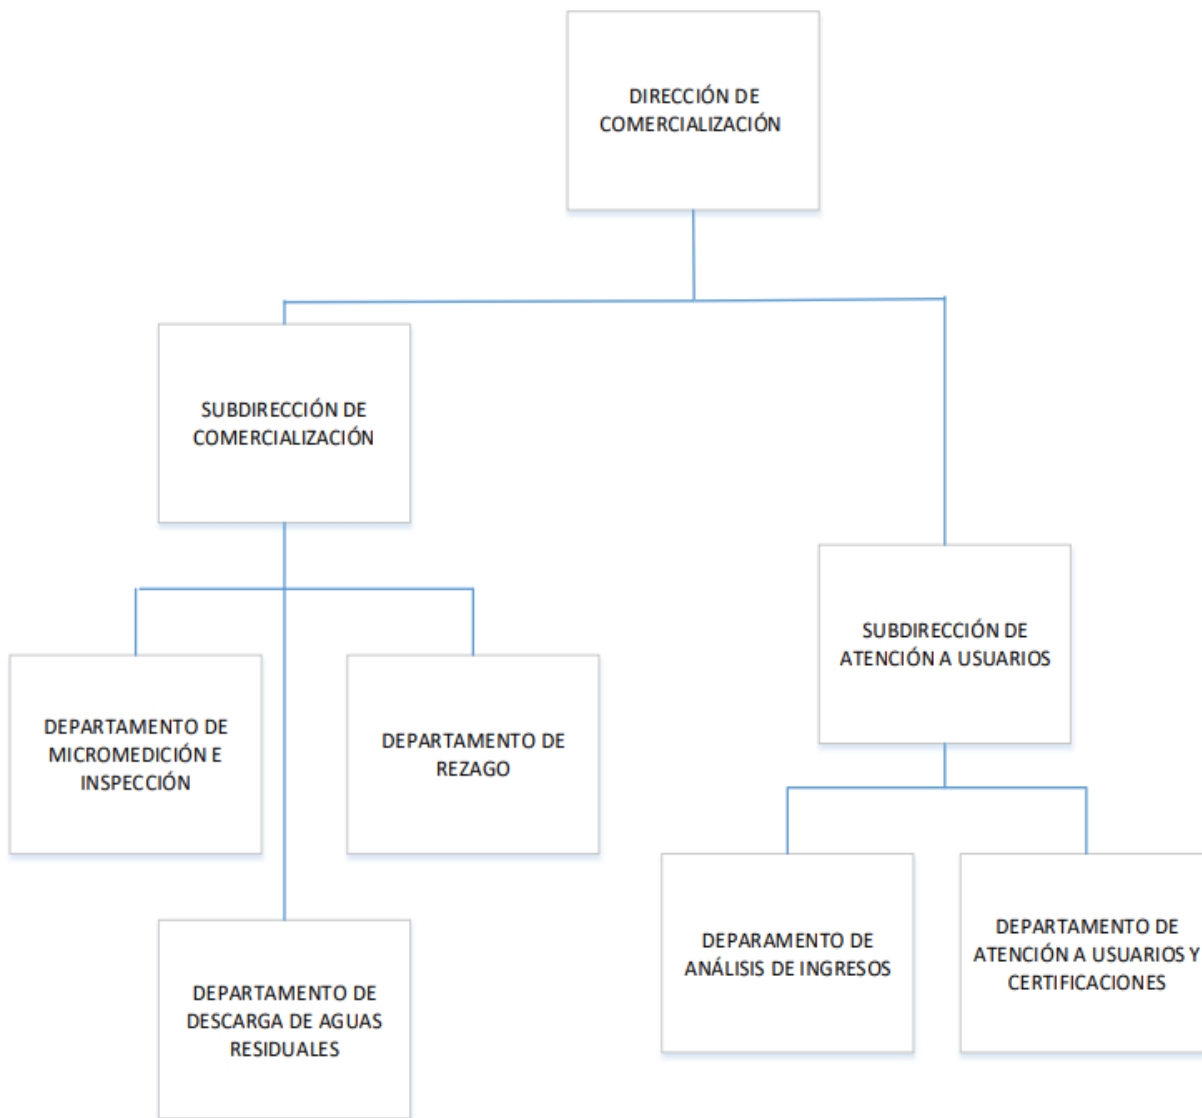 DIRECCIÓN DE
COMERCIALIZACIÓN
SUBDIRECCIÓN DE
COMERCIALIZACIÓN
SUBDIRECCIÓN DE
ATENCIÓN A USUARIOS
DEPARTAMENTO DE
MICROMEDICIÓN E
INSPECCIÓN
DEPARTAMENTO DE
REZAGO
DEPARAMENTO DE
ANÁLISIS DE INGRESOS
DEPARTAMENTO DE
ATENCIÓN A USUARIOS Y
CERTIFICACIONES
DEPARTAMENTO DE
DESCARGA DE AGUAS
RESIDUALES